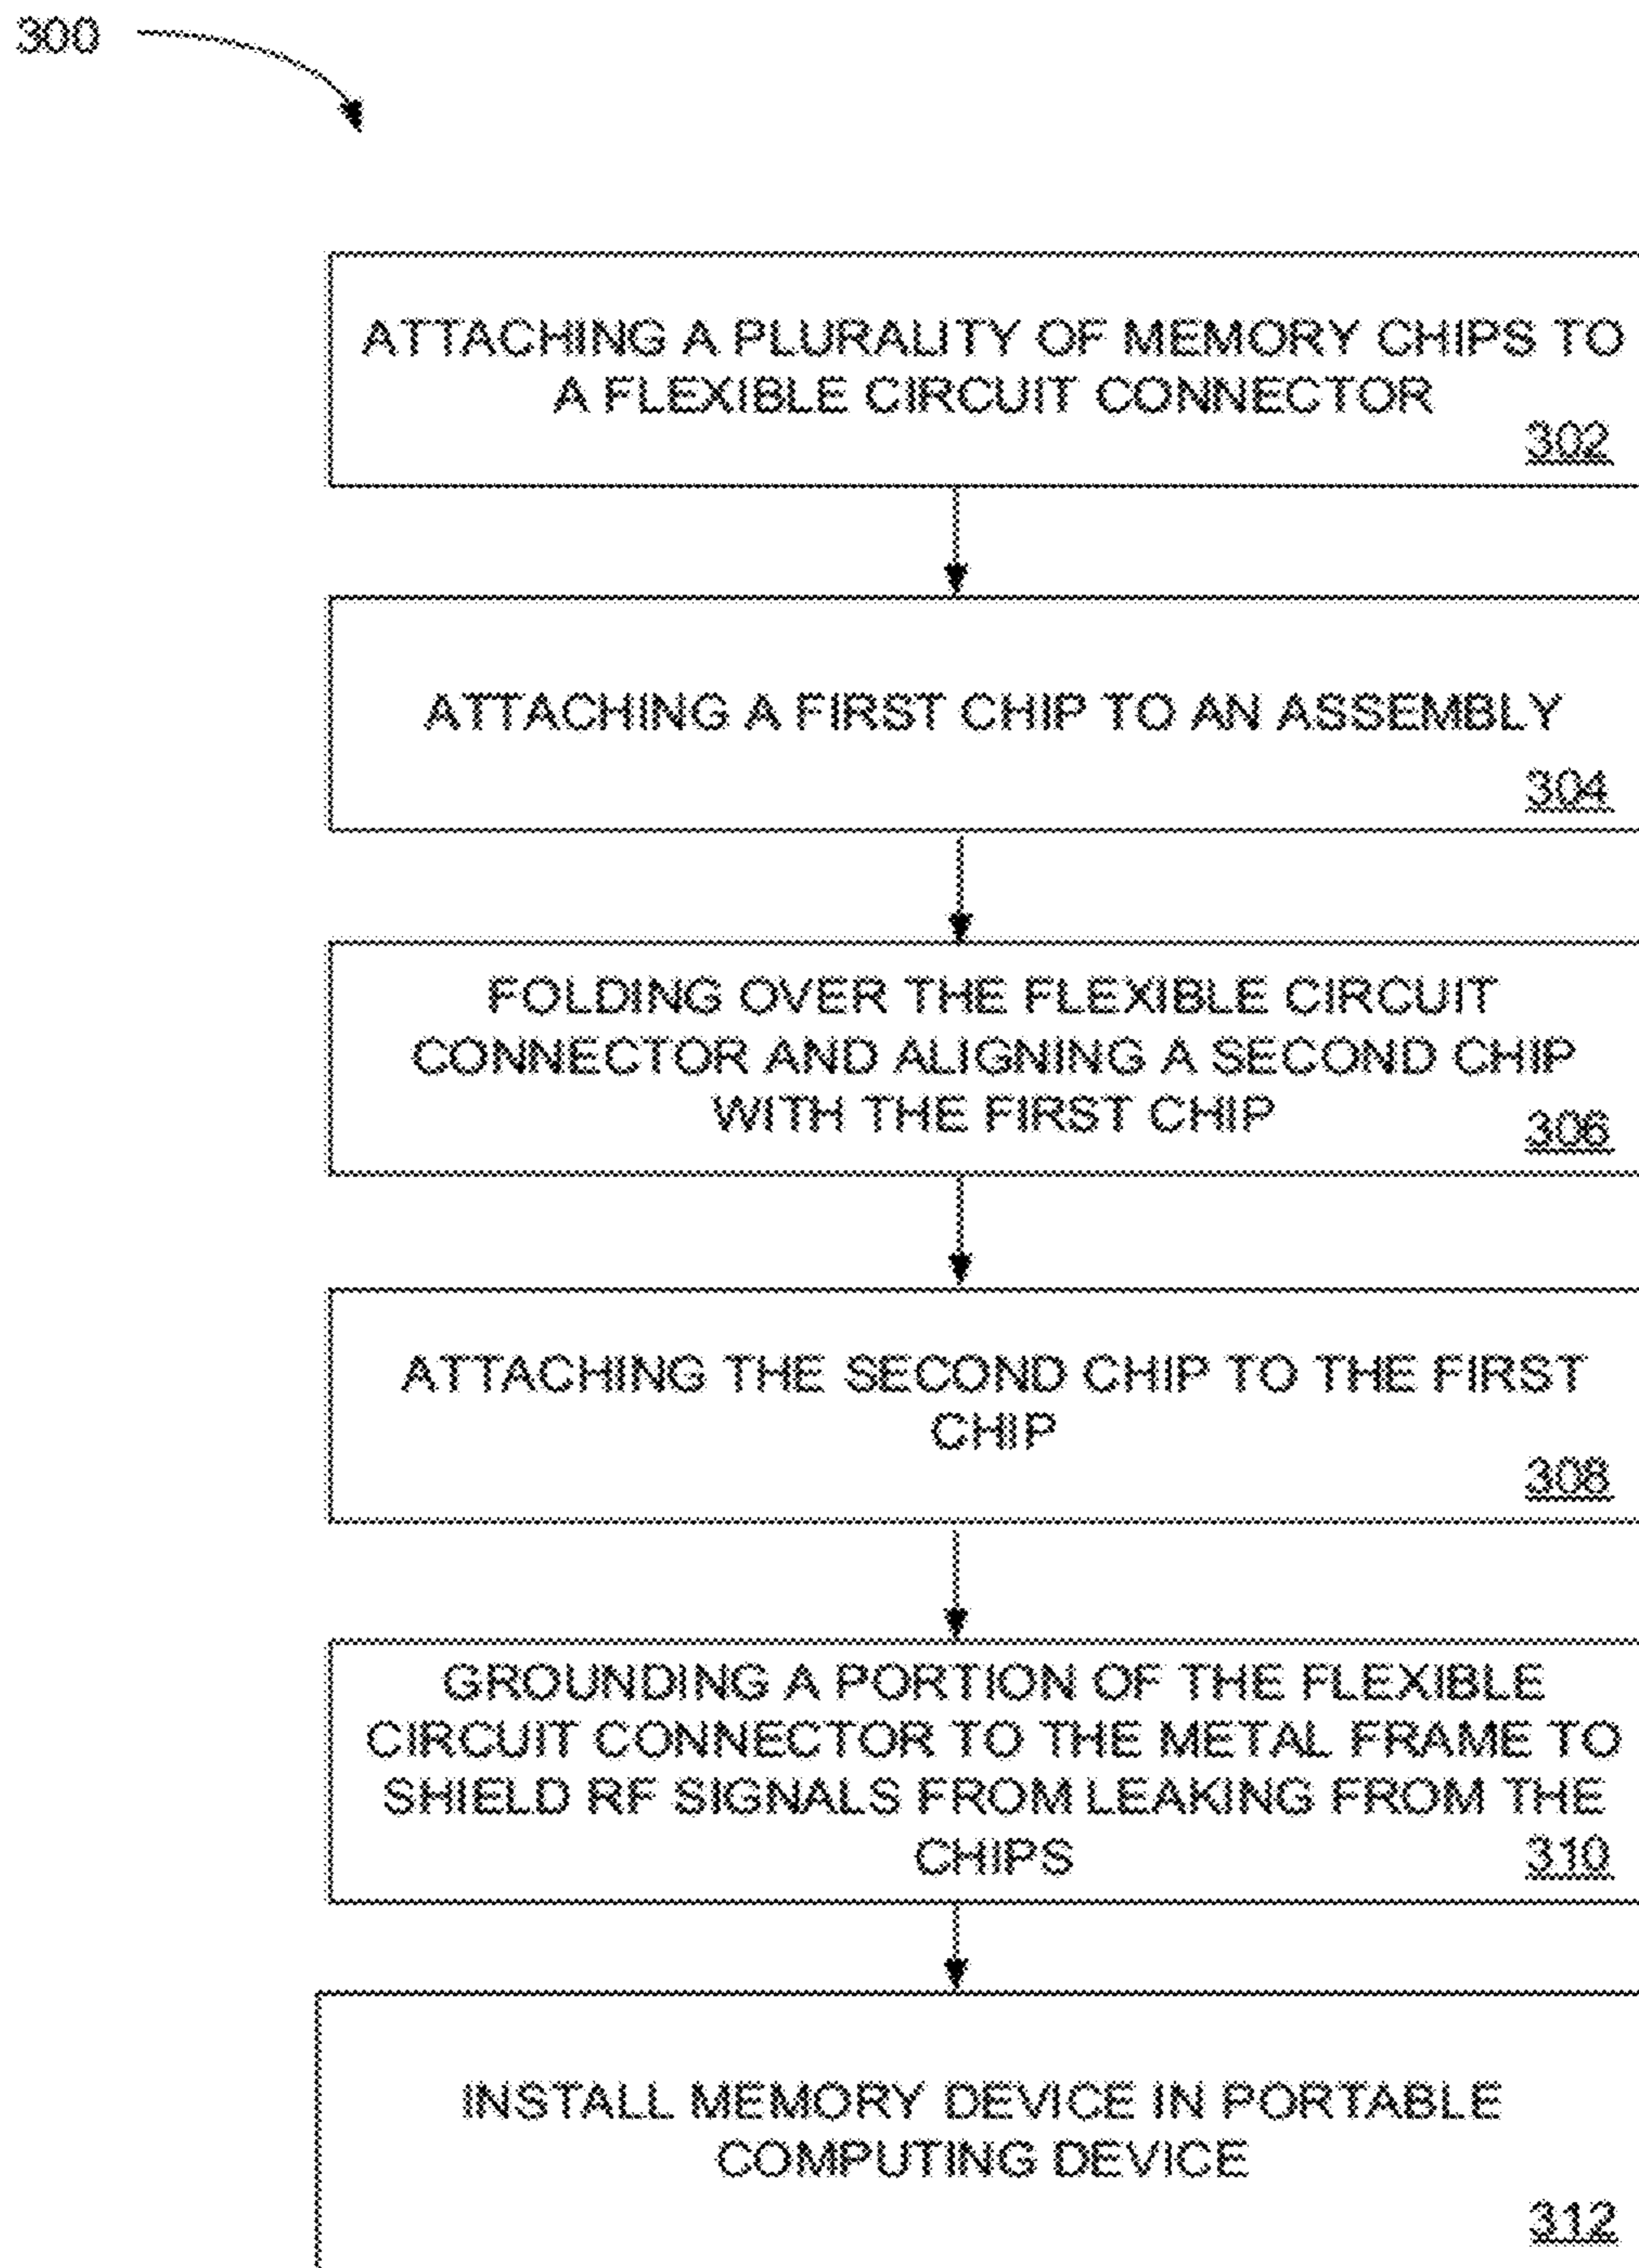 300
ATTACHING A PLURALITY OF MEMORY CHIPS TO
A FLEXIBLE CIRCUIT CONNECTOR
302
ATTACHING A FIRST CHIP TO AN ASSEMBLY
304
FOLDING OVER THE FLEXIBLE CIRCUIT
CONNECTOR AND ALIGNING A SECOND CHIP
WITH THE FIRST CHIP
306
ATTACHING THE SECOND CHIP TO THE FIRST
CHIP
308
GROUNDING A PORTION OF THE FLEXIBLE
CIRCUIT CONNECTOR TO THE METAL FRAME TO
SHIELD RF SIGNALS FROM LEAKING FROM THE
CHIPS
310
INSTALL MEMORY DEVICE IN PORTABLE
COMPUTING DEVICE
312